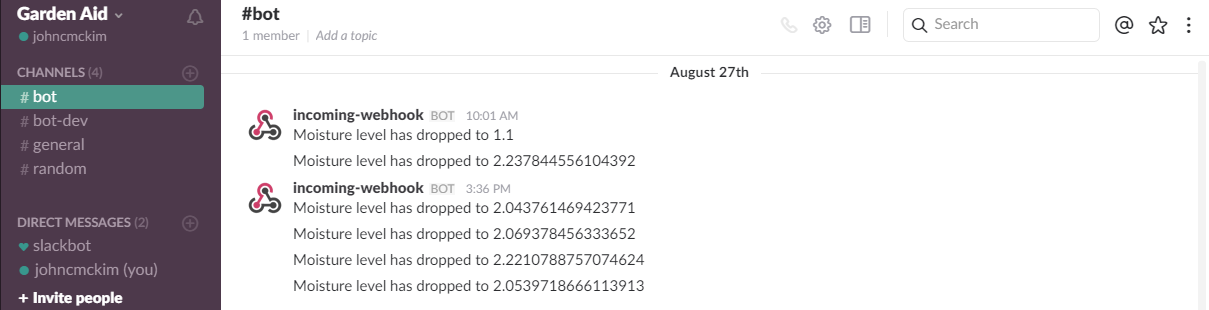 Garden Aid
johncmckim
CHANNELS (4)
# bot
# bot-dev
# general
# random
DIRECT MESSAGES (2)
slackbot
johncmckim (you)
+ Invite people
#bot
1 member | Add a topic
Search
August 27th
incoming-webhook BOT 10:01 AM
Moisture level has dropped to 1.1
Moisture level has dropped to 2.237844556104392
incoming-webhook BOT 3:36 PM
Moisture level has dropped to 2.043761469423771
Moisture level has dropped to 2.069378456333652
Moisture level has dropped to 2.2210788757074624
Moisture level has dropped to 2.0539718666113913